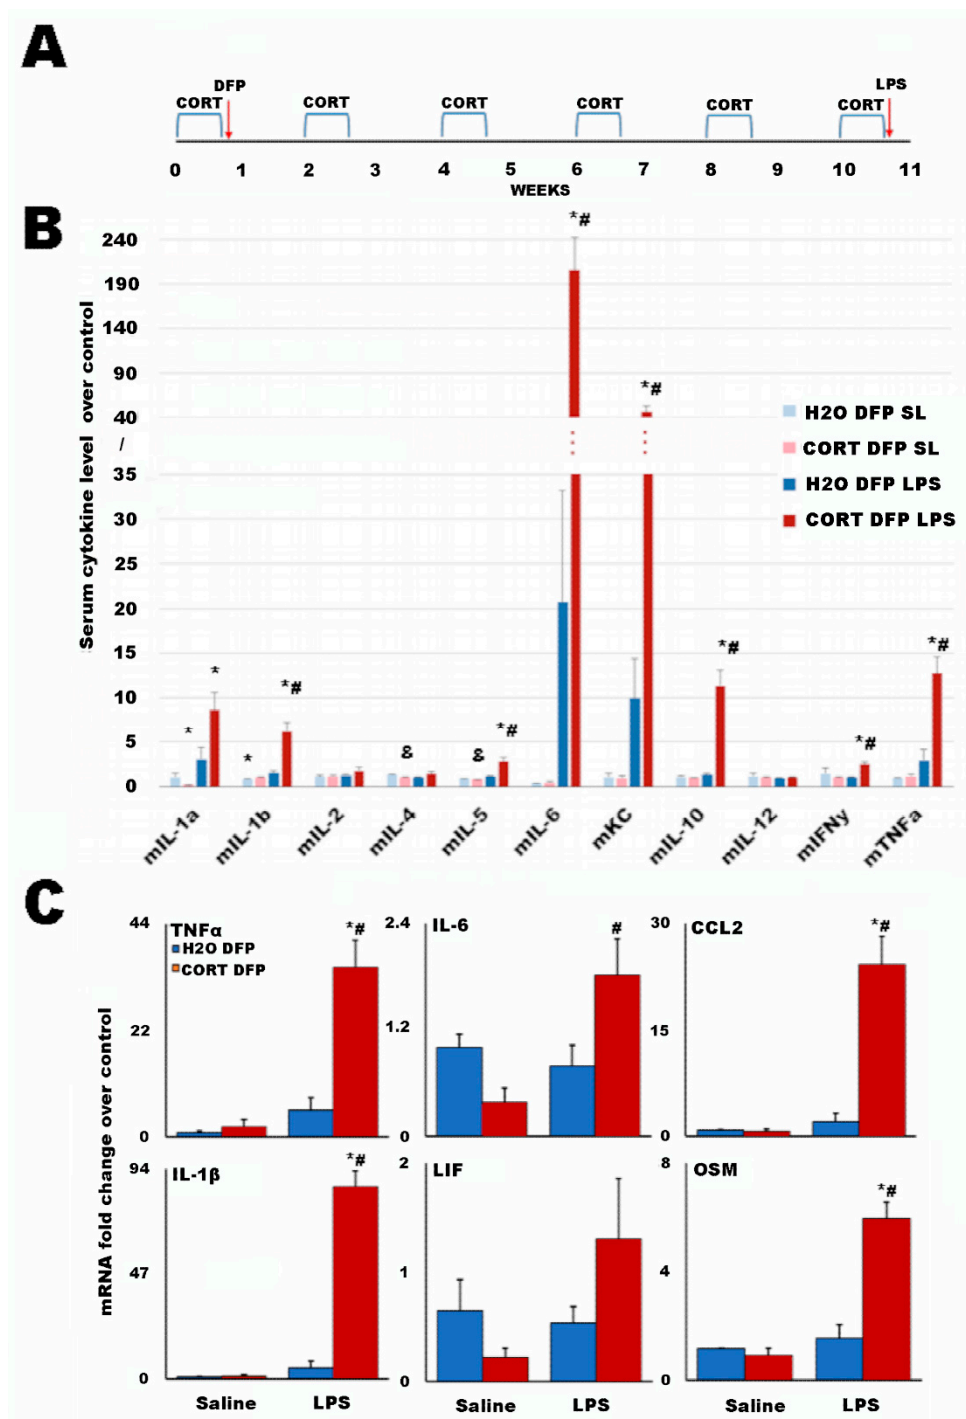 A
DFP
LPS
CORT CORT CORT CORT CORT CORT
0 1 2 3 4 5 6 7 8 9 10 11
WEEKS
B
Serum cytokine level over control
240
190
140
90
40
/
35
30
25
20
15
10
5
0
* * * *# & & *# *# *# *# *# *#
H2O DFP SL
CORT DFP SL
H2O DFP LPS
CORT DFP LPS
mIL-1a mIL-1b mIL-2 mIL-4 mIL-5 mIL-6 mKC mIL-10 mIL-12 mIFNy mTNFa
C
mRNA fold change over control
TNFα
H2O DFP
CORT DFP
*#
44
22
0
IL-6
#
2.4
1.2
0
CCL2
*#
30
15
0
IL-1β
*#
94
47
0
Saline LPS
LIF
2
1
0
Saline LPS
OSM
*#
8
4
0
Saline LPS